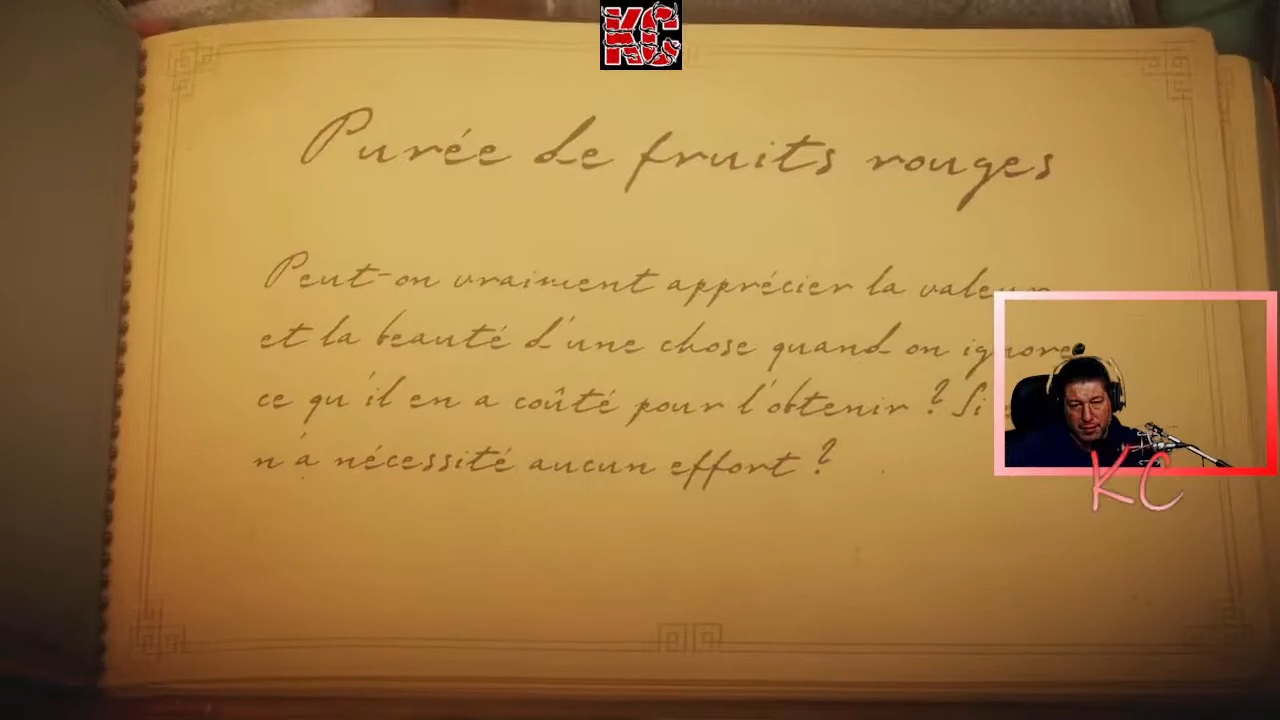 KC
Purée de fruits rouges
Peut-on vraiment apprécier la valeur
et la beauté d'une chose quand on ignore
ce qu'il en a coûté pour l'obtenir ? Si
n'a nécessité aucun effort ?
KC